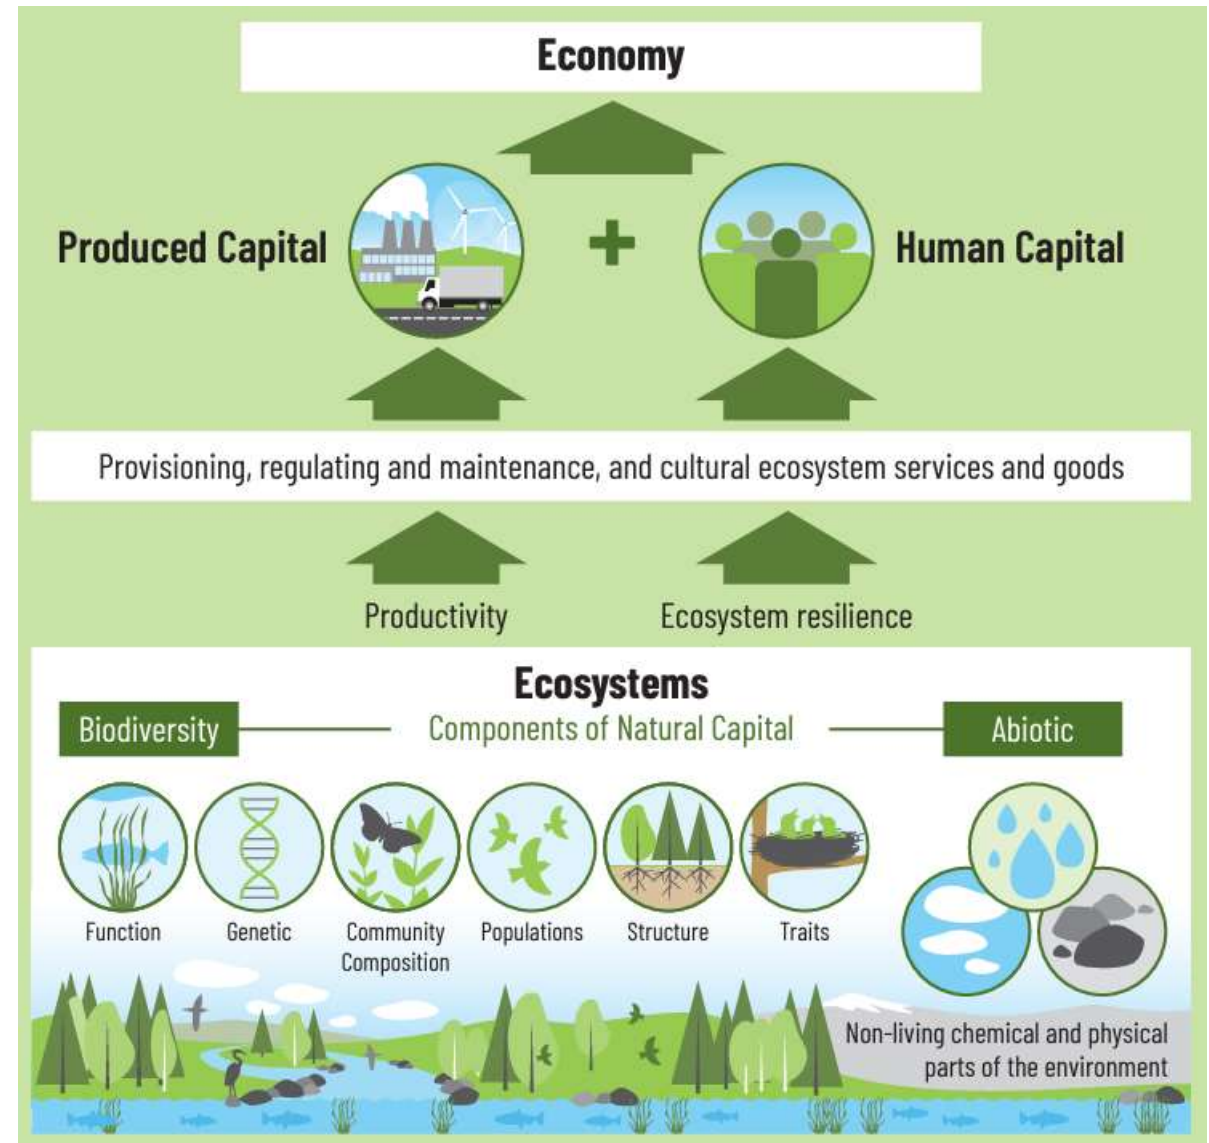 Economy
Produced Capital
+
Human Capital
Provisioning, regulating and maintenance, and cultural ecosystem services and goods
Productivity
Ecosystem resilience
Ecosystems
Biodiversity
Components of Natural Capital
Abiotic
Function
Genetic
Community
Composition
Populations
Structure
Traits
Non-living chemical and physical
parts of the environment